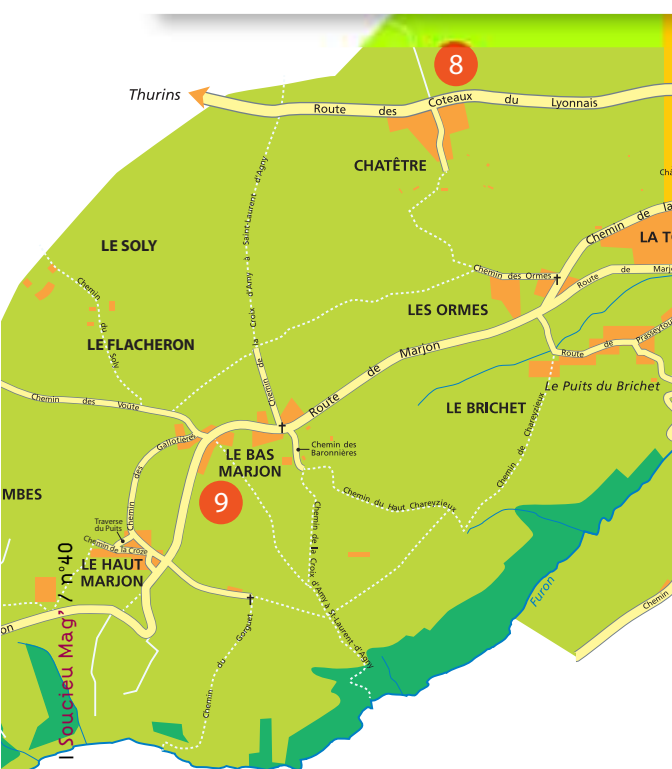 8
Thurins
Route des Coteaux du Lyonnais
CHATÊTRE
Chemin de la Croix d'Amy à Saint-Laurent d'Agny
Chemin de la
LE SOLY
LA T
Chemin des Ormes
Route de Marj
Chemin du Soly
LES ORMES
LE FLACHERON
Route de Marjon
Route de Prasseytou
Le Puits du Brichet
Chemin des Voute
LE BRICHET
Chemin de Chareyzieux
Chemin des Gallotières
LE BAS
MARJON
Chemin des
Baronnières
MBES
9
Chemin du Haut Chareyzieux
Traverse
du Puits
Chemin de la Croze
Chemin de la Croix d'Amy à St-Laurent d'Agny
LE HAUT
MARJON
Furon
Chemin
on
Chemin du Gorguet
I Soucieu Mag' / n°40